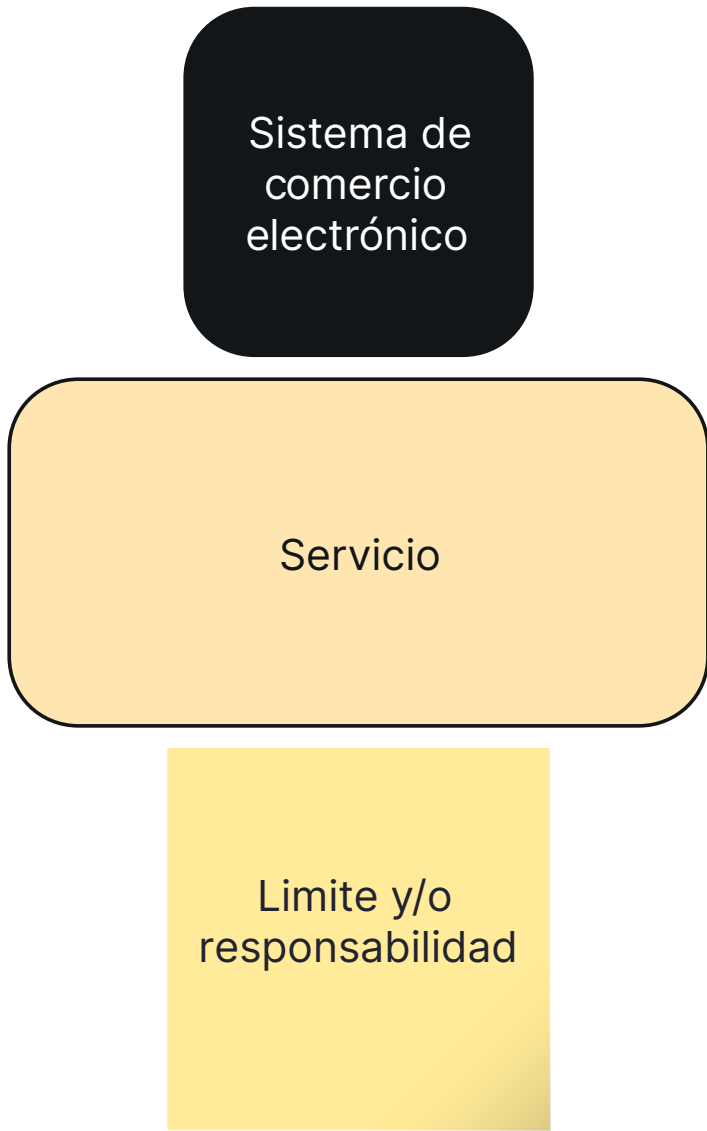 Sistema de
comercio
electrónico
Servicio
Limite y/o
responsabilidad